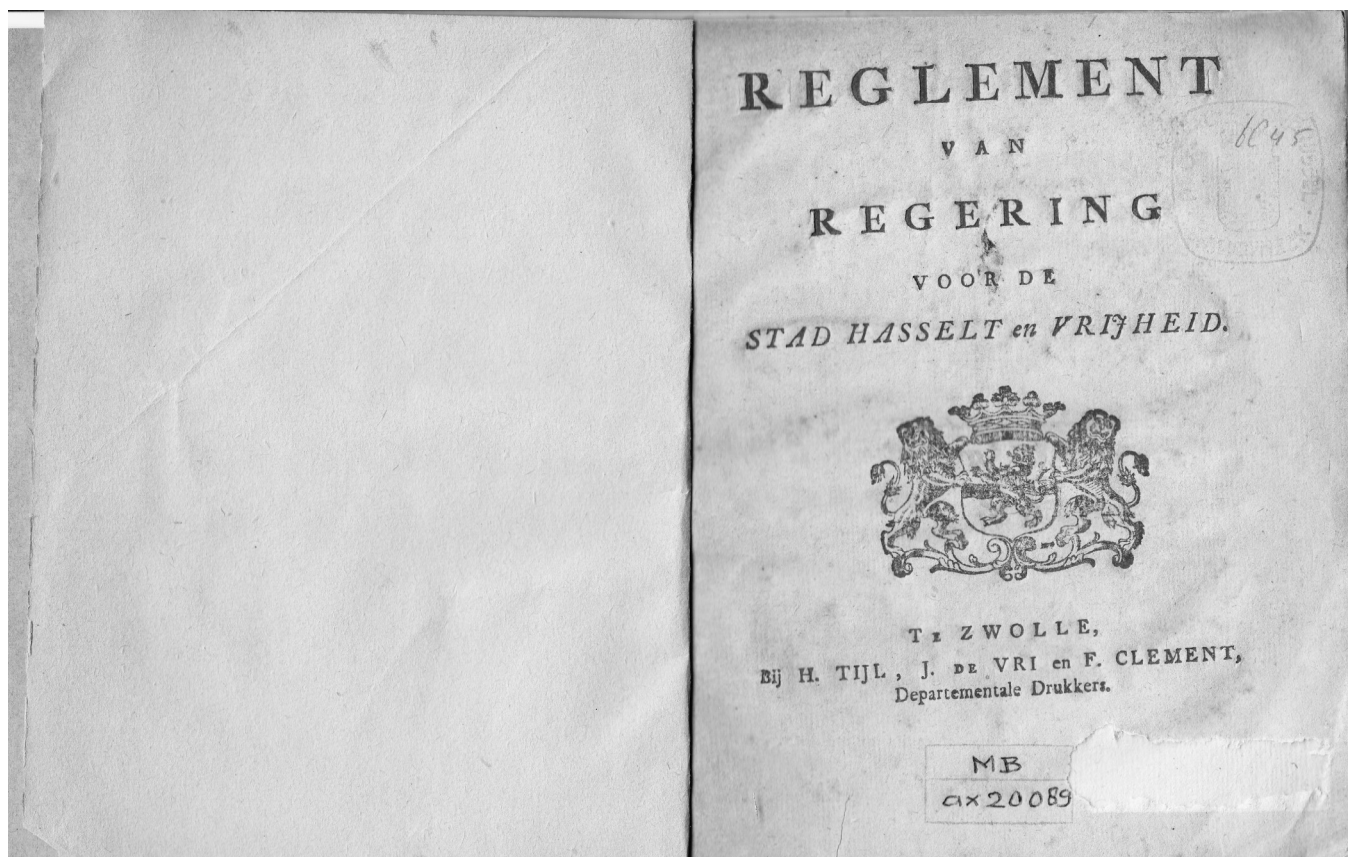 REGLEMENT
VAN
REGERING
VOOR DE
STAD HASSELT en VRIJHEID.
TE ZWOLLE,
Bij H. TIJL, J. DE VRI en F. CLEMENT,
Departementale Drukkers.
MB
ax20089